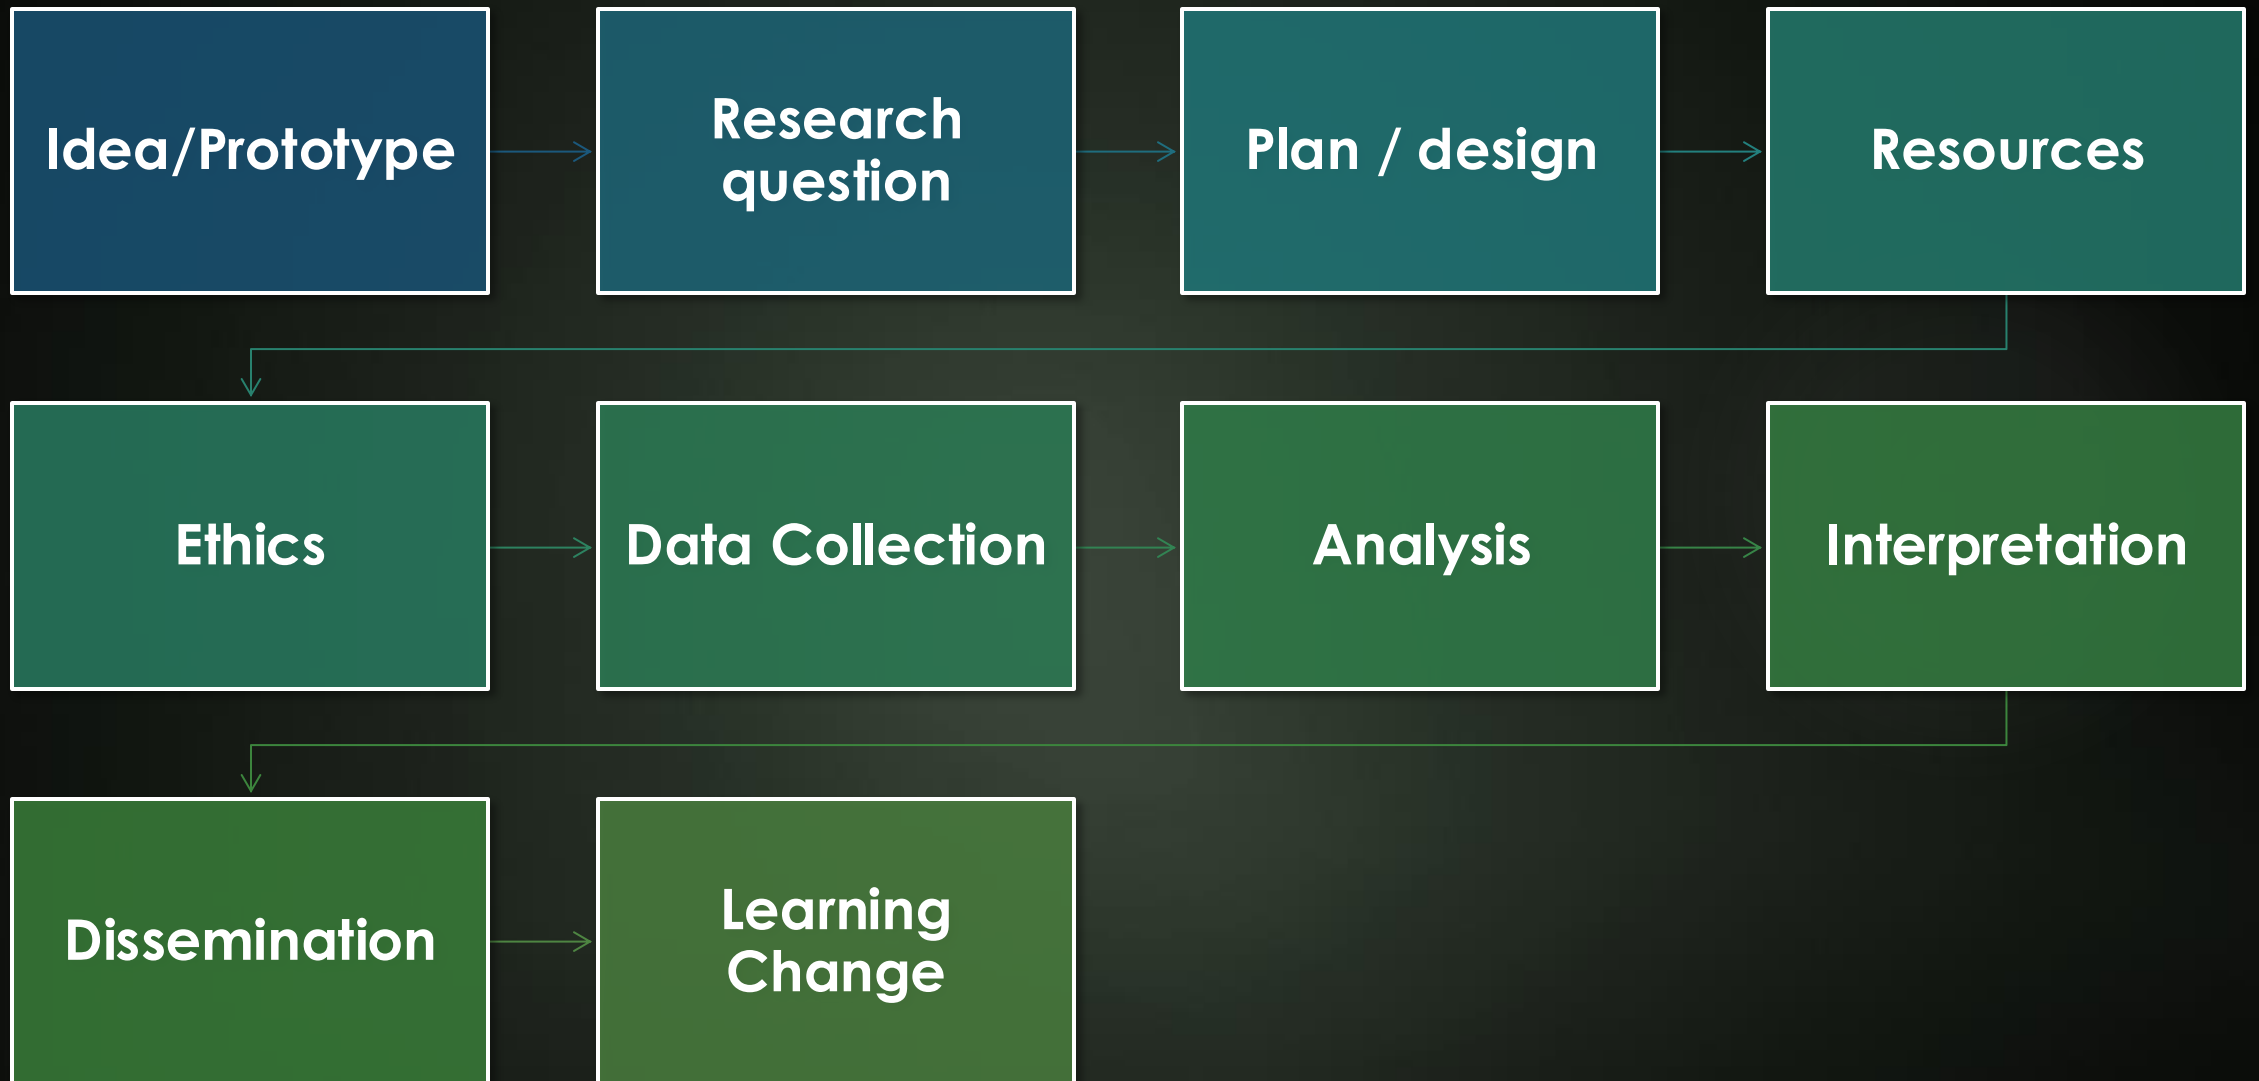 Idea/Prototype
Research
question
Plan / design
Resources
Ethics
Data Collection
Analysis
Interpretation
Dissemination
Learning
Change